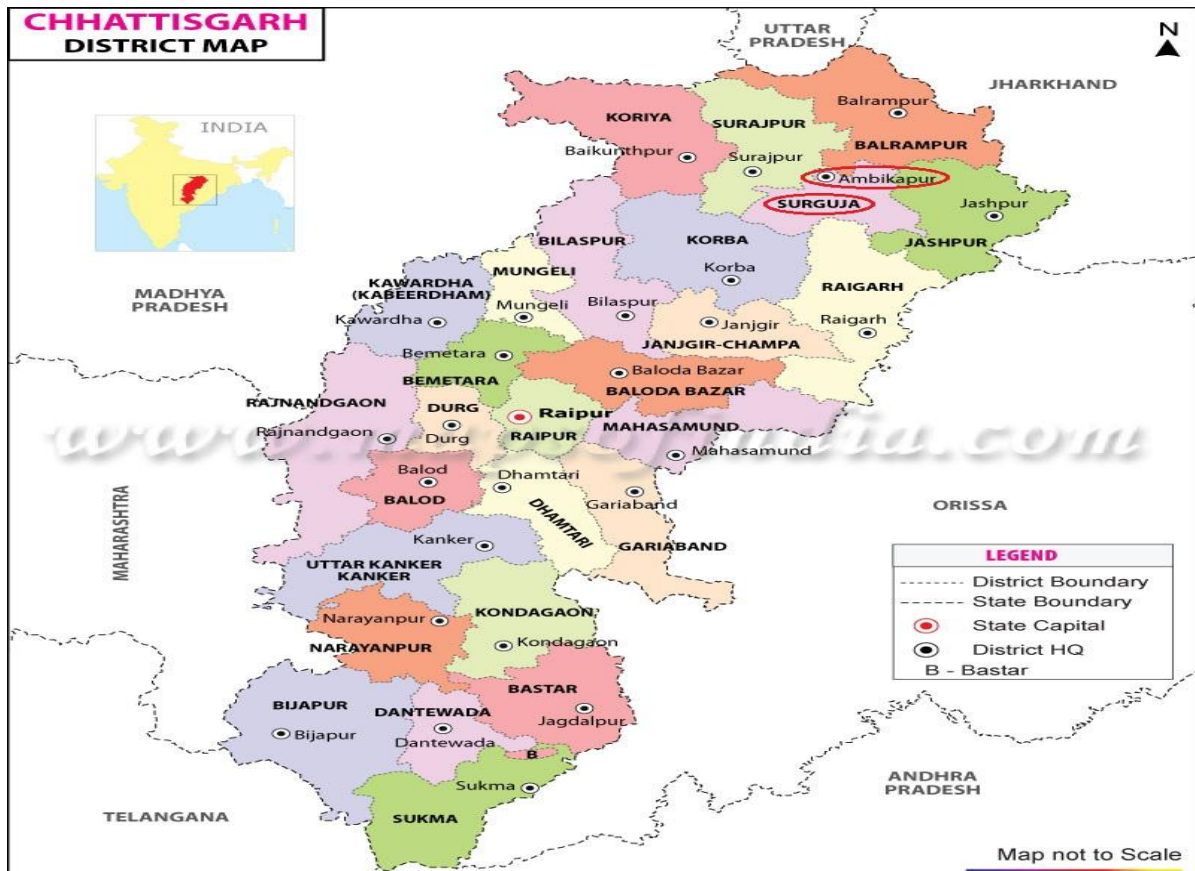 CHHATTISGARH
DISTRICT MAP
UTTAR
PRADESH
N
JHARKHAND
INDIA
KORIYA
Baikunthpur
SURAJPUR
Surajpur
Balrampur
BALRAMPUR
Ambikapur
SURGUJA
Jashpur
JASHPUR
BILASPUR
Bilaspur
KORBA
Korba
MUNGELI
Mungeli
KAWARDHA
(KABEERDHAM)
Kawardha
RAIGARH
Raigarh
MADHYA
PRADESH
Janjgir
JANJGIR-CHAMPA
Bemetara
BEMETARA
Baloda Bazar
BALODA BAZAR
RAJNANDGAON
Rajnandgaon
DURG
Durg
Raipur
RAIPUR
MAHASAMUND
Mahasamund
www.mapsofindia.com
Balod
BALOD
Dhamtari
DHAMTARI
Gariaband
GARIABAND
MAHARASHTRA
ORISSA
Kanker
UTTAR KANKER
KANKER
Narayanpur
NARAYANPUR
KONDAGAON
Kondagaon
BASTAR
Jagdalpur
BIJAPUR
Bijapur
DANTEWADA
Dantewada
B
Sukma
SUKMA
TELANGANA
ANDHRA
PRADESH
LEGEND
District Boundary
State Boundary
State Capital
District HQ
B - Bastar
Map not to Scale